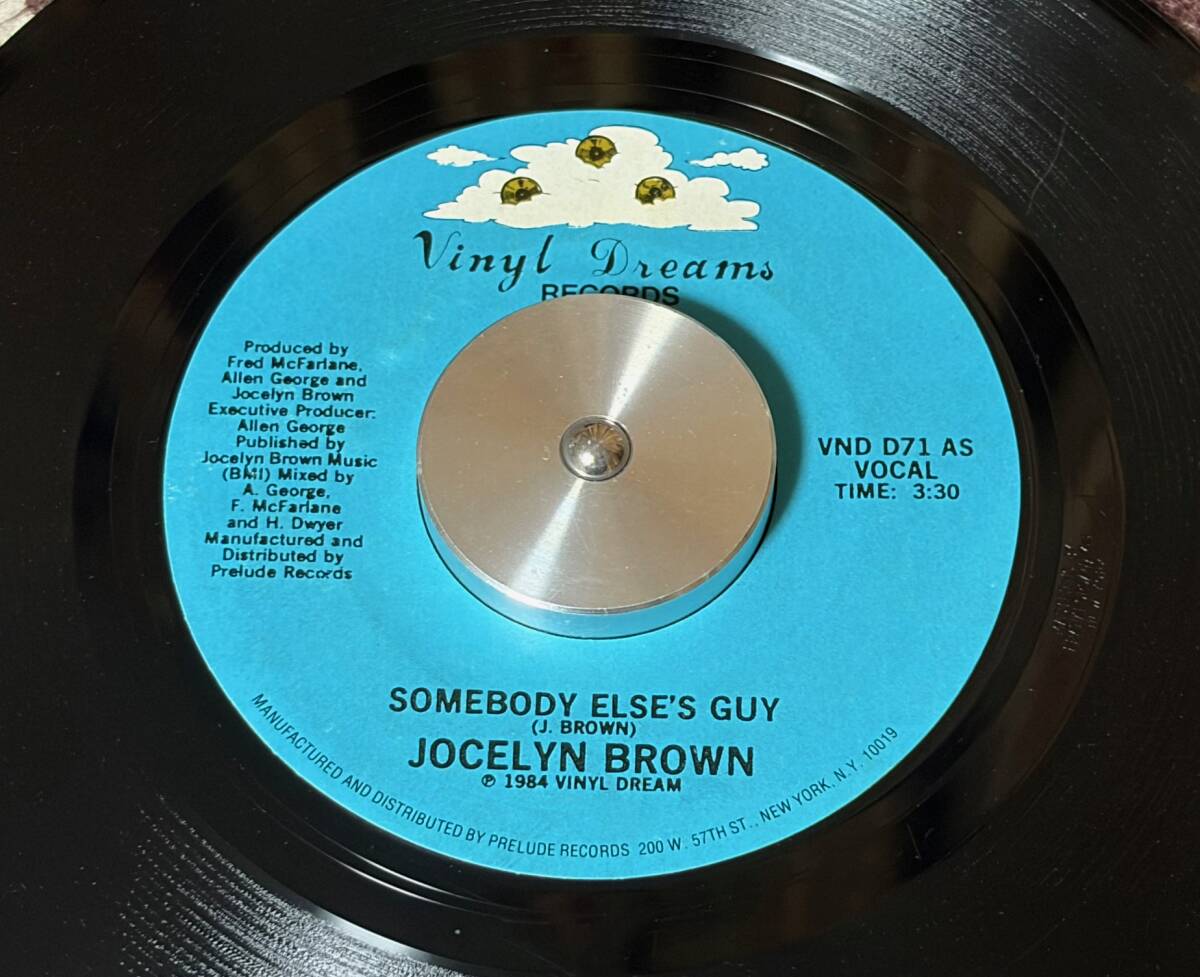 Vinyl Dreams
RECORDS
Produced by
Fred McFarlane,
Allen George and
Jocelyn Brown
Executive Producer:
Allen George
Published by
Jocelyn Brown Music
(BMI) Mixed by
A. George,
F. McFarlane
and H. Dwyer
Manufactured and
Distributed by
Prelude Records
VND D71 AS
VOCAL
TIME: 3:30
SOMEBODY ELSE'S GUY
(J. BROWN)
JOCELYN BROWN
℗ 1984 VINYL DREAM
MANUFACTURED AND DISTRIBUTED BY PRELUDE RECORDS 200 W. 57TH ST., NEW YORK, N.Y. 10019